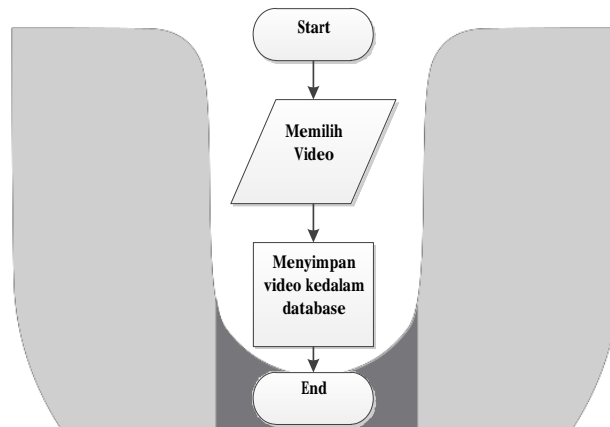 Start
Memilih
Video
Menyimpan
video kedalam
database
End